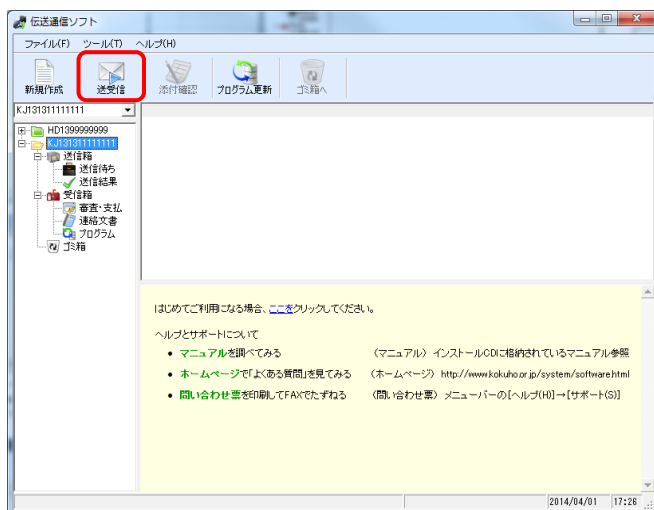 伝送通信ソフト
ファイル(F) ツール(T) ヘルプ(H)
新規作成 送受信 添付確認 プログラム更新 ゴミ箱へ
KJ131311111111
HD1399999999
KJ131311111111
送信箱
送信待ち
送信結果
受信箱
審査・支払
連絡文書
プログラム
ゴミ箱
はじめてご利用になる場合、ここをクリックしてください。
ヘルプとサポートについて
• マニュアルを調べてみる (マニュアル) インストールCDに格納されているマニュアル参照
• ホームページで「よくある質問」を見てみる (ホームページ) http://www.kokuho.or.jp/system/software.html
• 問い合わせ票を印刷してFAXでたずねる (問い合わせ票) メニューバーの[ヘルプ(H)]→[サポート(S)]
2014/04/01 17:26